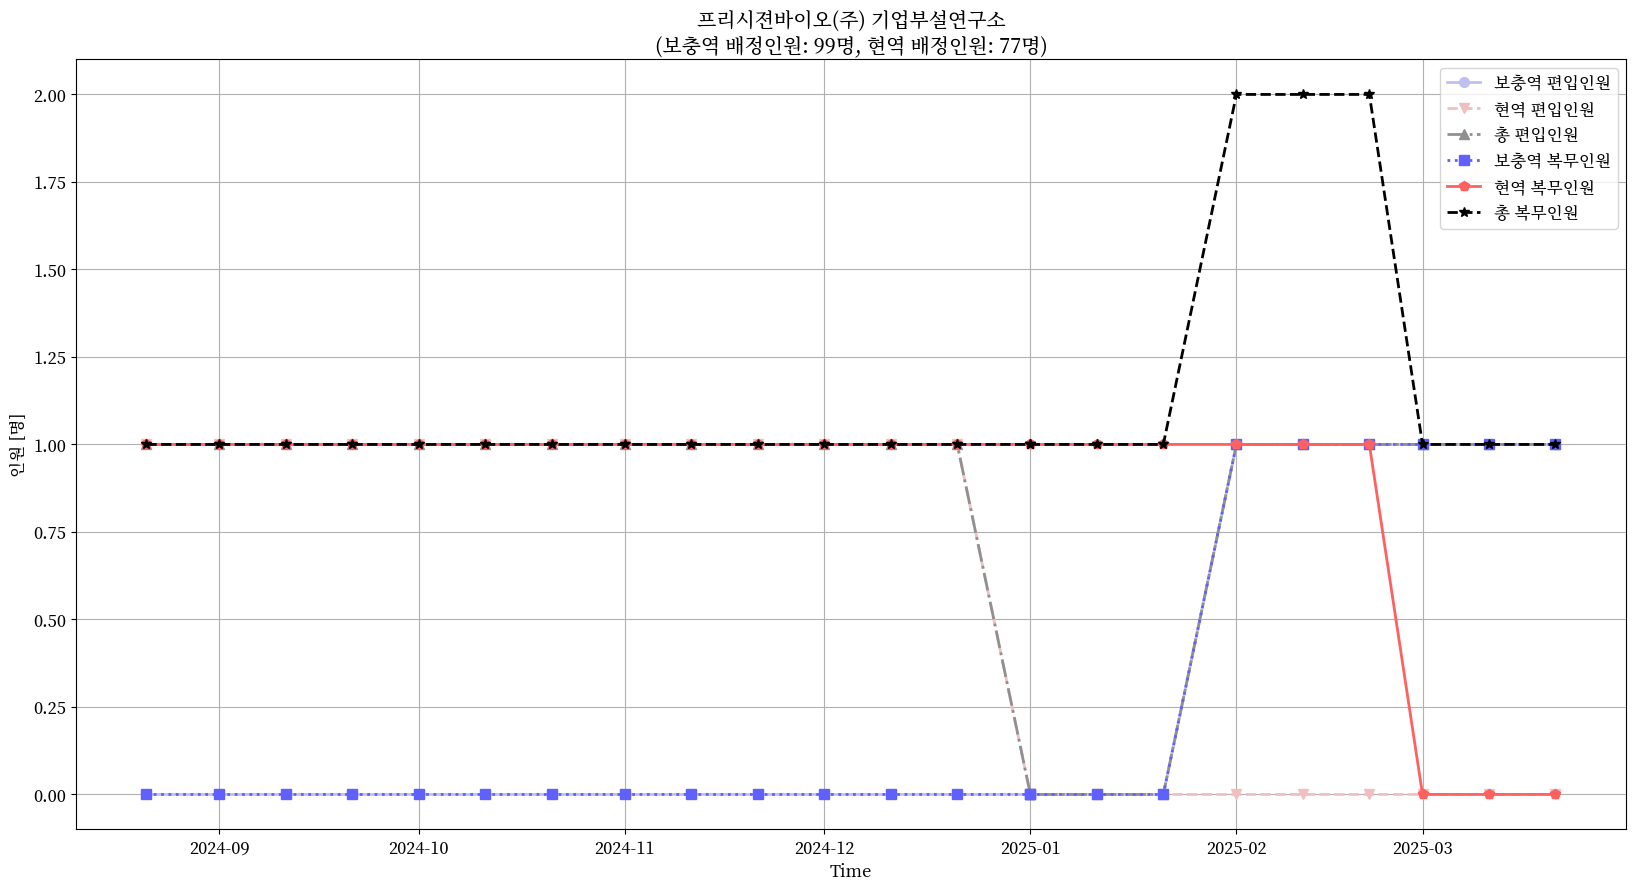 프리시젼바이오(주) 기업부설연구소
(보충역 배정인원: 99명, 현역 배정인원: 77명)
보충역 편입인원
현역 편입인원
총 편입인원
보충역 복무인원
현역 복무인원
총 복무인원
2.00
1.75
1.50
1.25
1.00
0.75
0.50
0.25
0.00
인원 [명]
2024-09 2024-10 2024-11 2024-12 2025-01 2025-02 2025-03
Time